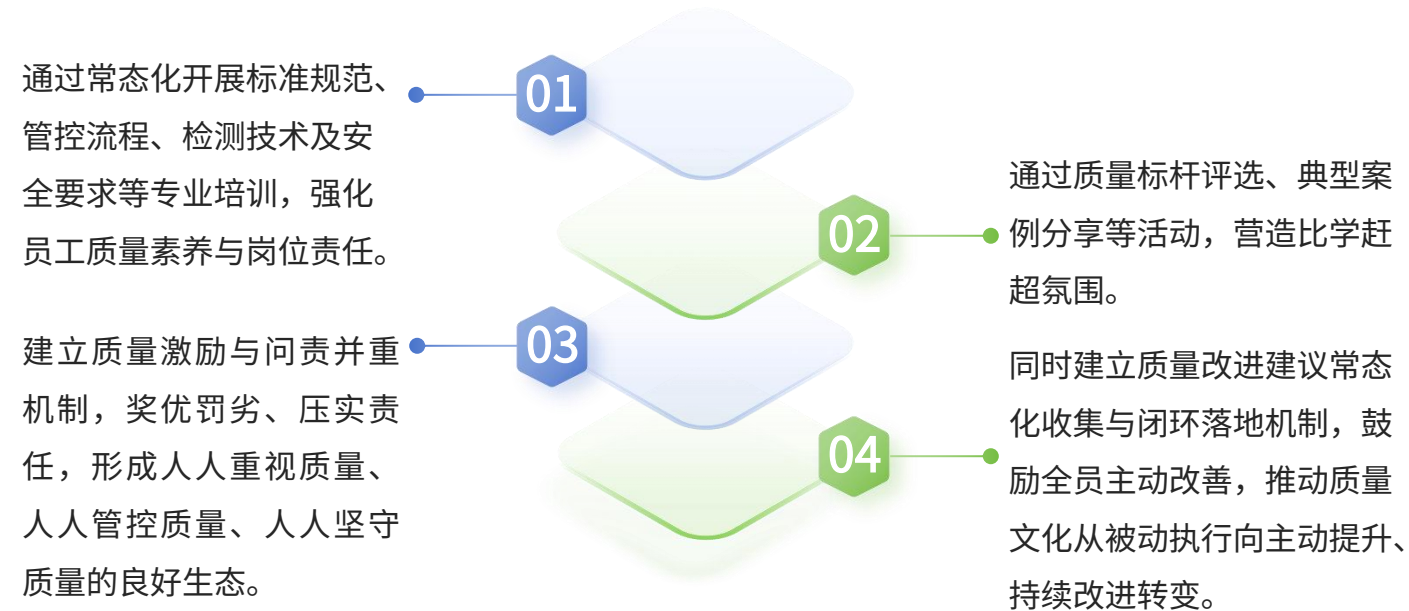 01
通过常态化开展标准规范、
管控流程、检测技术及安
全要求等专业培训，强化
员工质量素养与岗位责任。
02
通过质量标杆评选、典型案
例分享等活动，营造比学赶
超氛围。
03
建立质量激励与问责并重
机制，奖优罚劣、压实责
任，形成人人重视质量、
人人管控质量、人人坚守
质量的良好生态。
04
同时建立质量改进建议常态
化收集与闭环落地机制，鼓
励全员主动改善，推动质量
文化从被动执行向主动提升、
持续改进转变。